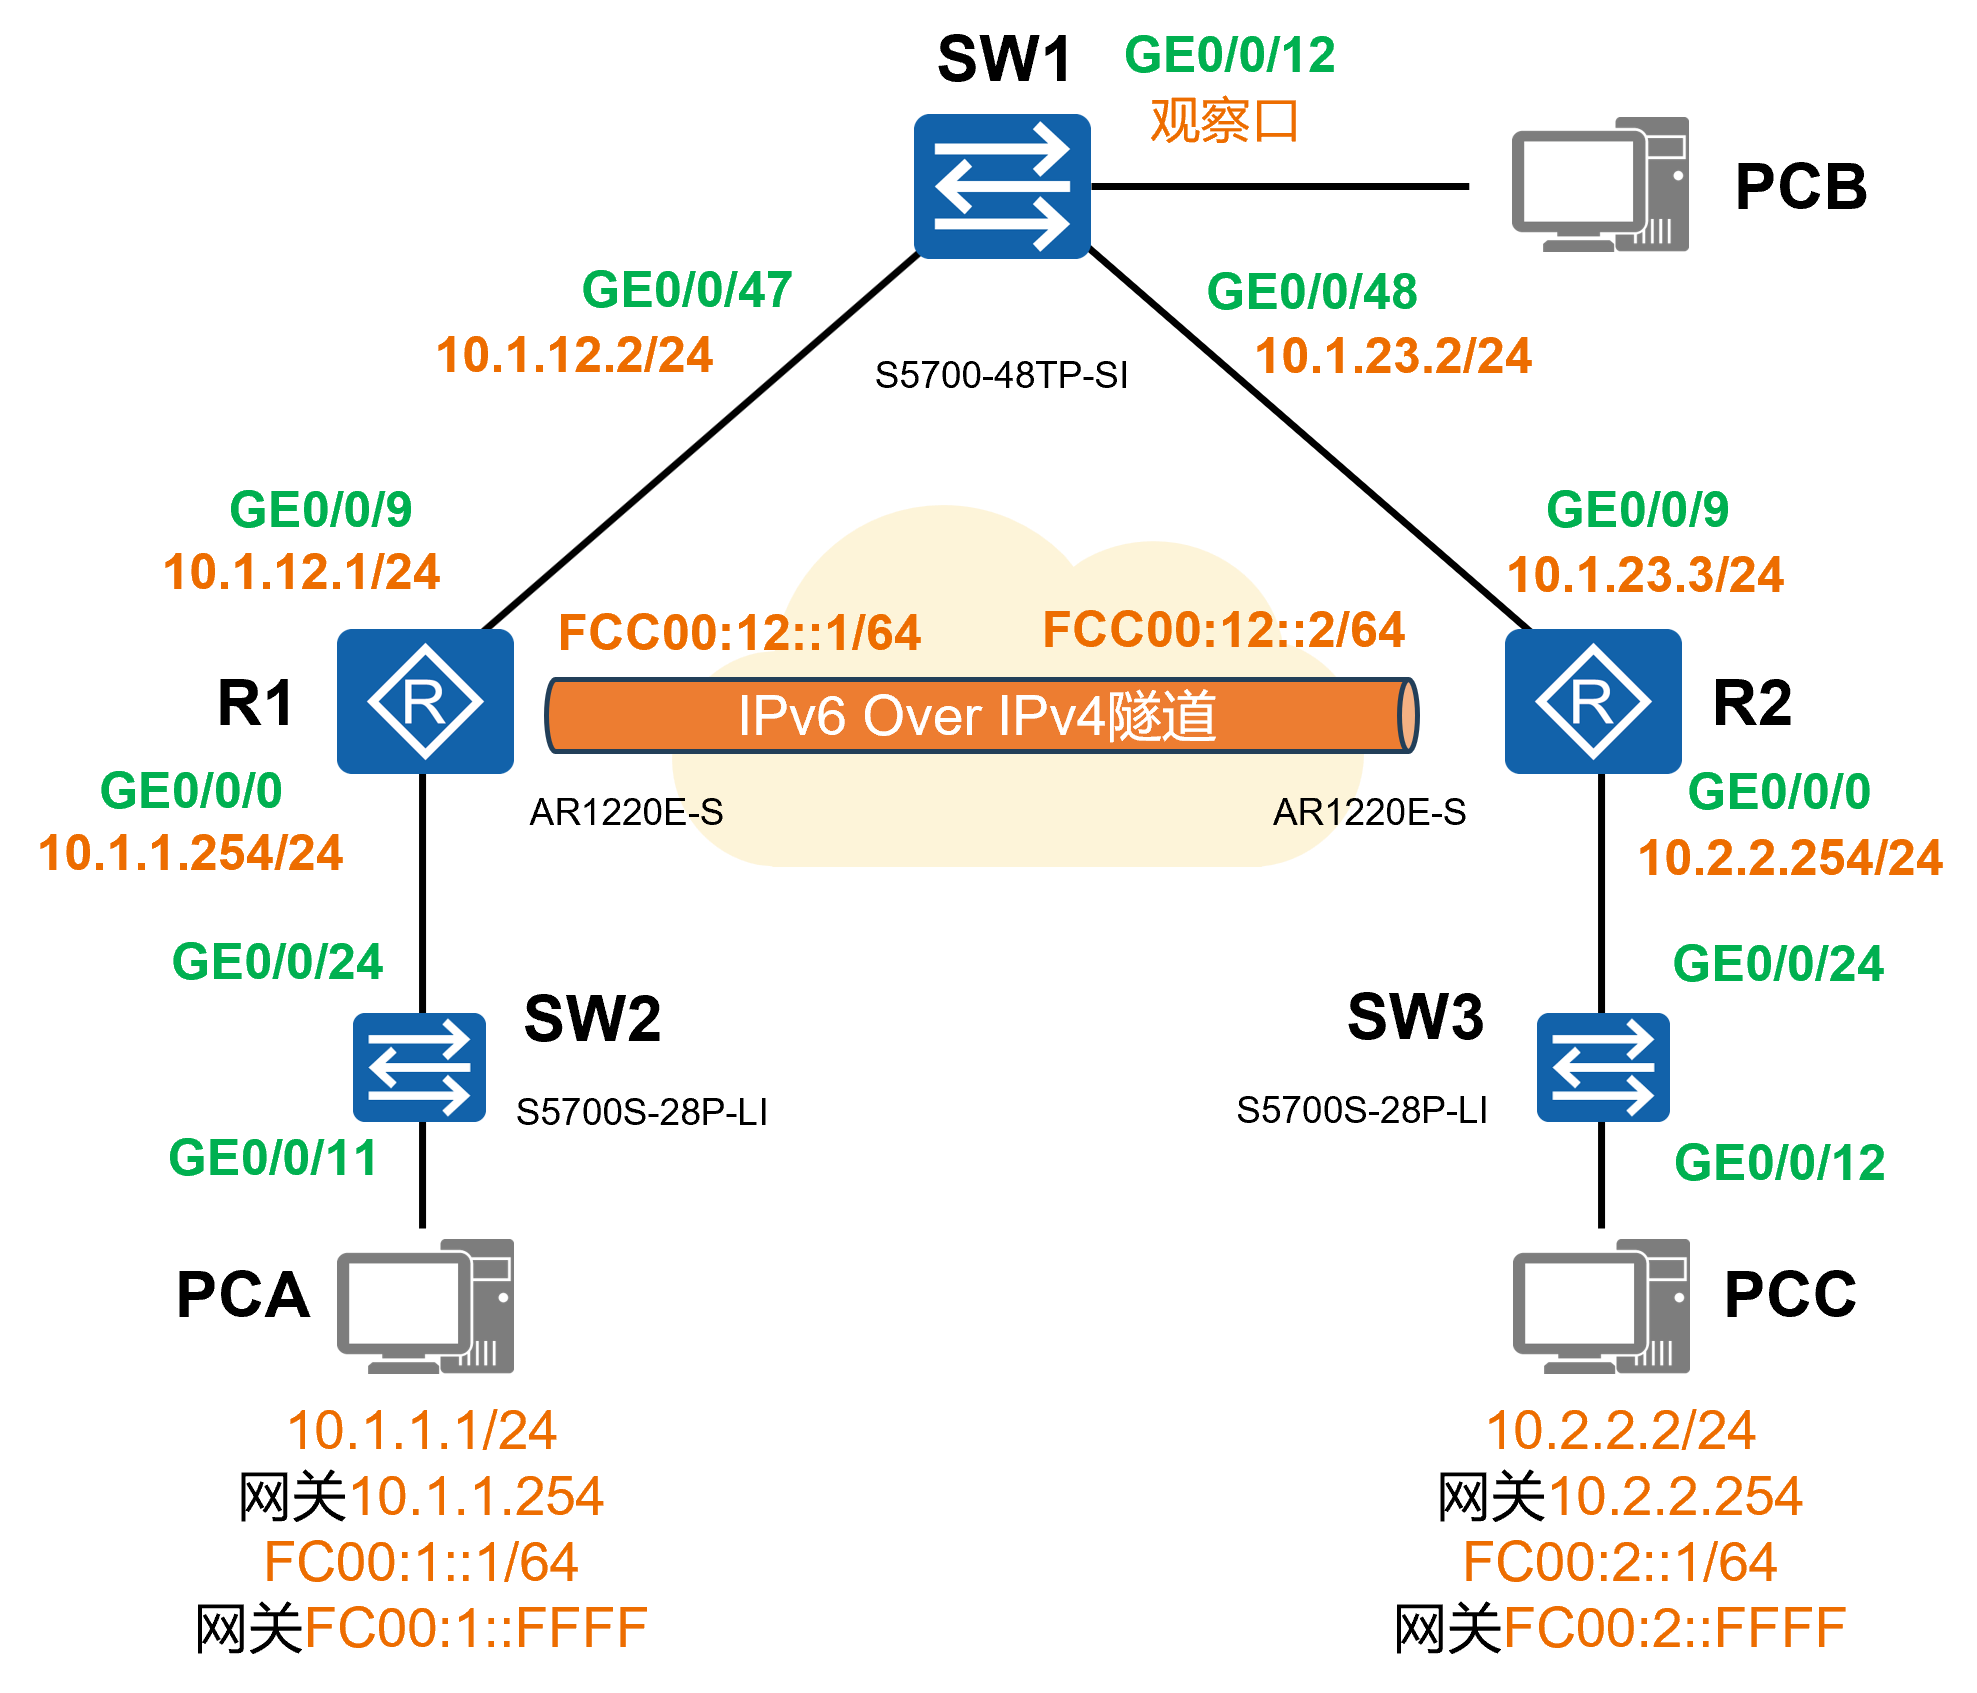 SW1
GE0/0/12
观察口
PCB
GE0/0/47
10.1.12.2/24
GE0/0/48
10.1.23.2/24
S5700-48TP-SI
GE0/0/9
10.1.12.1/24
GE0/0/9
10.1.23.3/24
FCC00:12::1/64
FCC00:12::2/64
R1
R
IPv6 Over IPv4隧道
R
R2
GE0/0/0
10.1.1.254/24
AR1220E-S
AR1220E-S
GE0/0/0
10.2.2.254/24
GE0/0/24
SW2
S5700S-28P-LI
GE0/0/11
SW3
GE0/0/24
S5700S-28P-LI
GE0/0/12
PCA
10.1.1.1/24
网关10.1.1.254
FC00:1::1/64
网关FC00:1::FFFF
PCC
10.2.2.2/24
网关10.2.2.254
FC00:2::1/64
网关FC00:2::FFFF